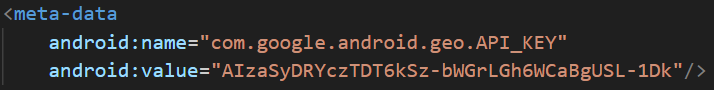 <meta-data
android:name="com.google.android.geo.API_KEY"
android:value="AIzaSyDRYczTDT6kSz-bWGrLGh6WCaBgUSL-1Dk"/>